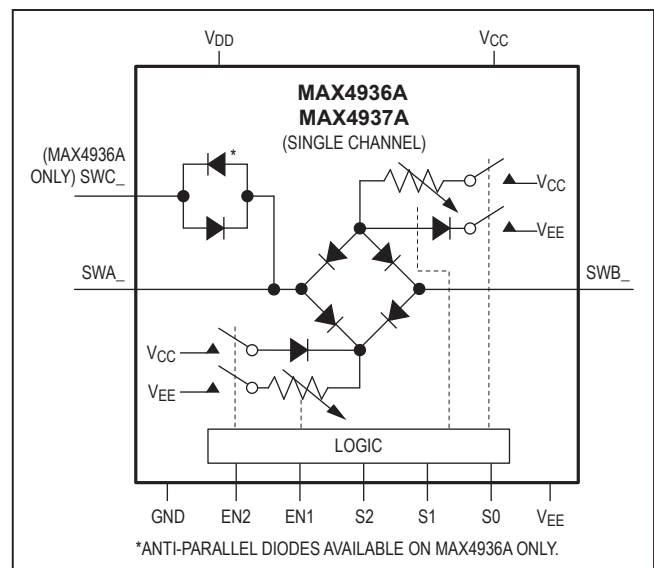 VDD
VCC
MAX4936A
MAX4937A
(SINGLE CHANNEL)
(MAX4936A
ONLY) SWC_
*
VCC
VEE
SWA_
SWB_
VCC
VEE
LOGIC
GND
EN2
EN1
S2
S1
S0
VEE
*ANTI-PARALLEL DIODES AVAILABLE ON MAX4936A ONLY.